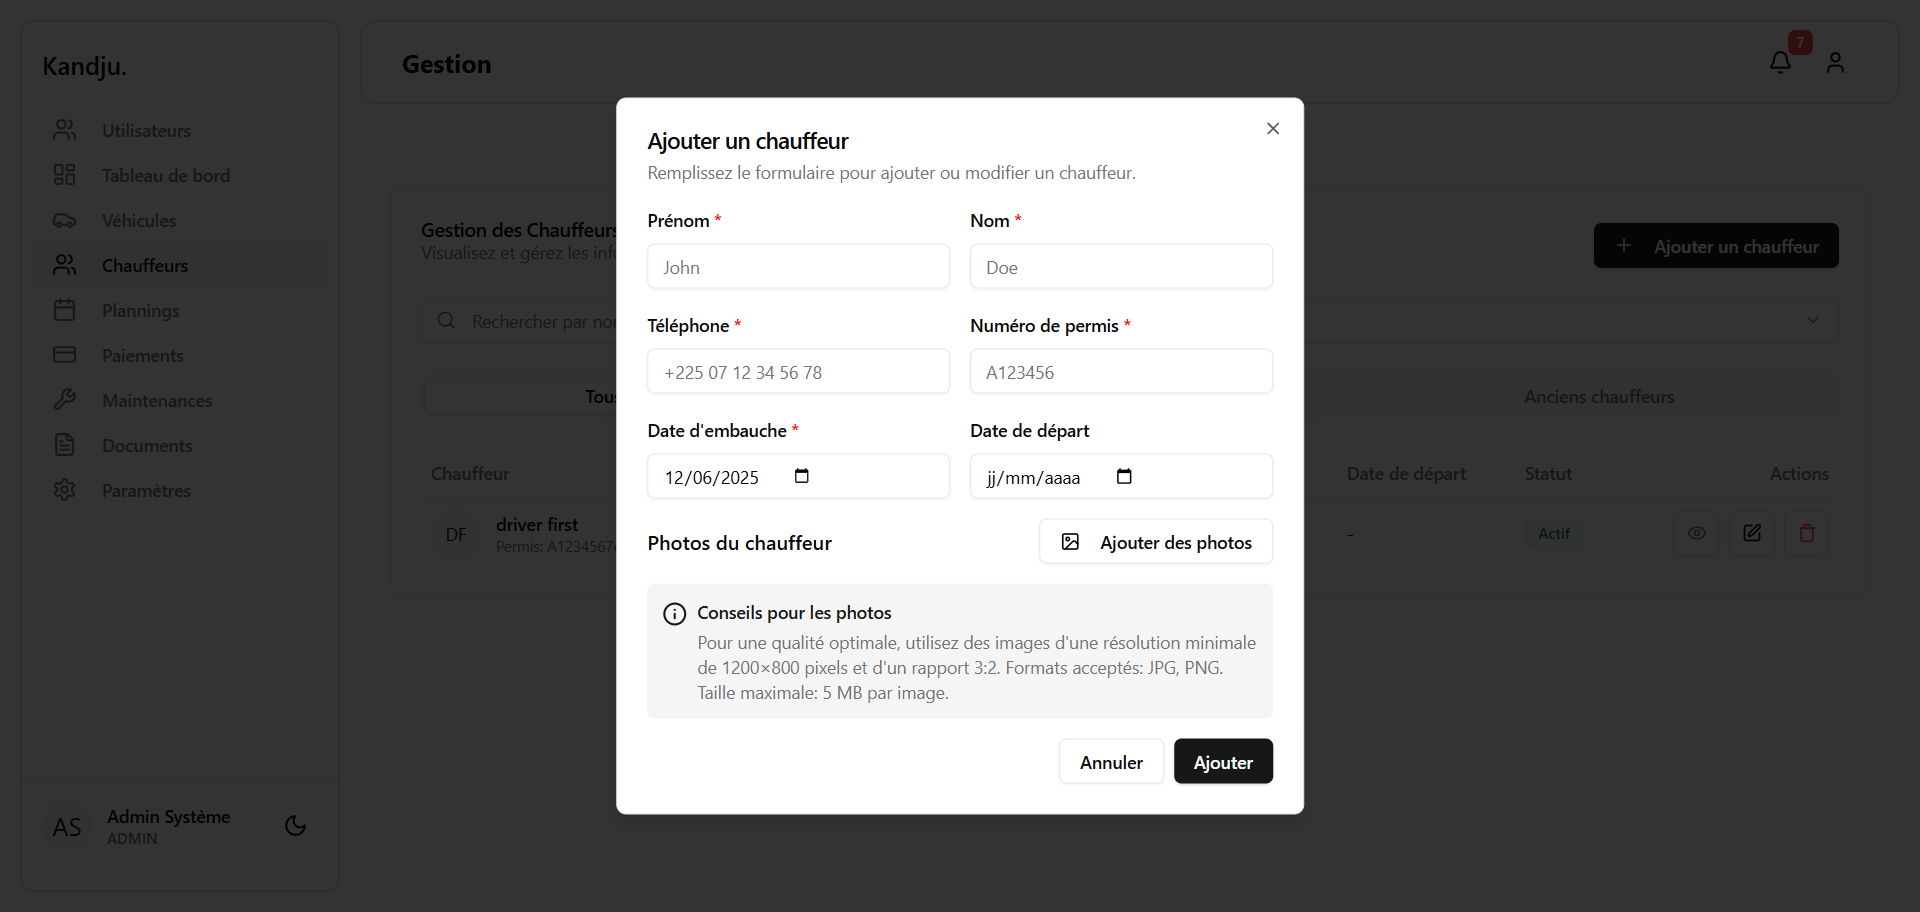 Kandju.
Utilisateurs
Tableau de bord
Véhicules
Chauffeurs
Plannings
Paiements
Maintenances
Documents
Paramètres
AS
Admin Système
ADMIN
Gestion
7
Gestion des Chauffeurs
Visualisez et gérez les
Ajouter un chauffeur
Rechercher par
Anciens chauffeurs
Chauffeur
Date de départ
Statut
Actions
DF
driver first
Permis: A1234567
-
Actif
Ajouter un chauffeur
Remplissez le formulaire pour ajouter ou modifier un chauffeur.
Prénom *
Nom *
John
Doe
Téléphone *
Numéro de permis *
+225 07 12 34 56 78
A123456
Date d'embauche *
Date de départ
12/06/2025
jj/mm/aaaa
Photos du chauffeur
Ajouter des photos
Conseils pour les photos
Pour une qualité optimale, utilisez des images d'une résolution minimale
de 1200×800 pixels et d'un rapport 3:2. Formats acceptés: JPG, PNG.
Taille maximale: 5 MB par image.
Annuler
Ajouter